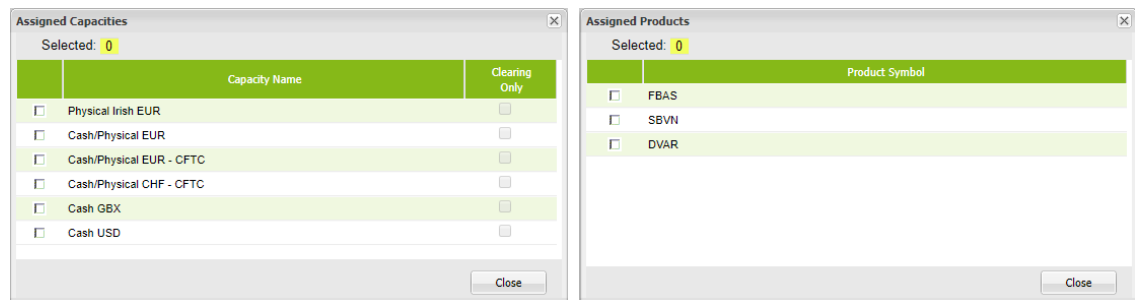 Assigned Capacities
Selected: 0
Capacity Name Clearing Only
Physical Irish EUR
Cash/Physical EUR
Cash/Physical EUR - CFTC
Cash/Physical CHF - CFTC
Cash GBX
Cash USD
Close
Assigned Products
Selected: 0
Product Symbol
FBAS
SBVN
DVAR
Close